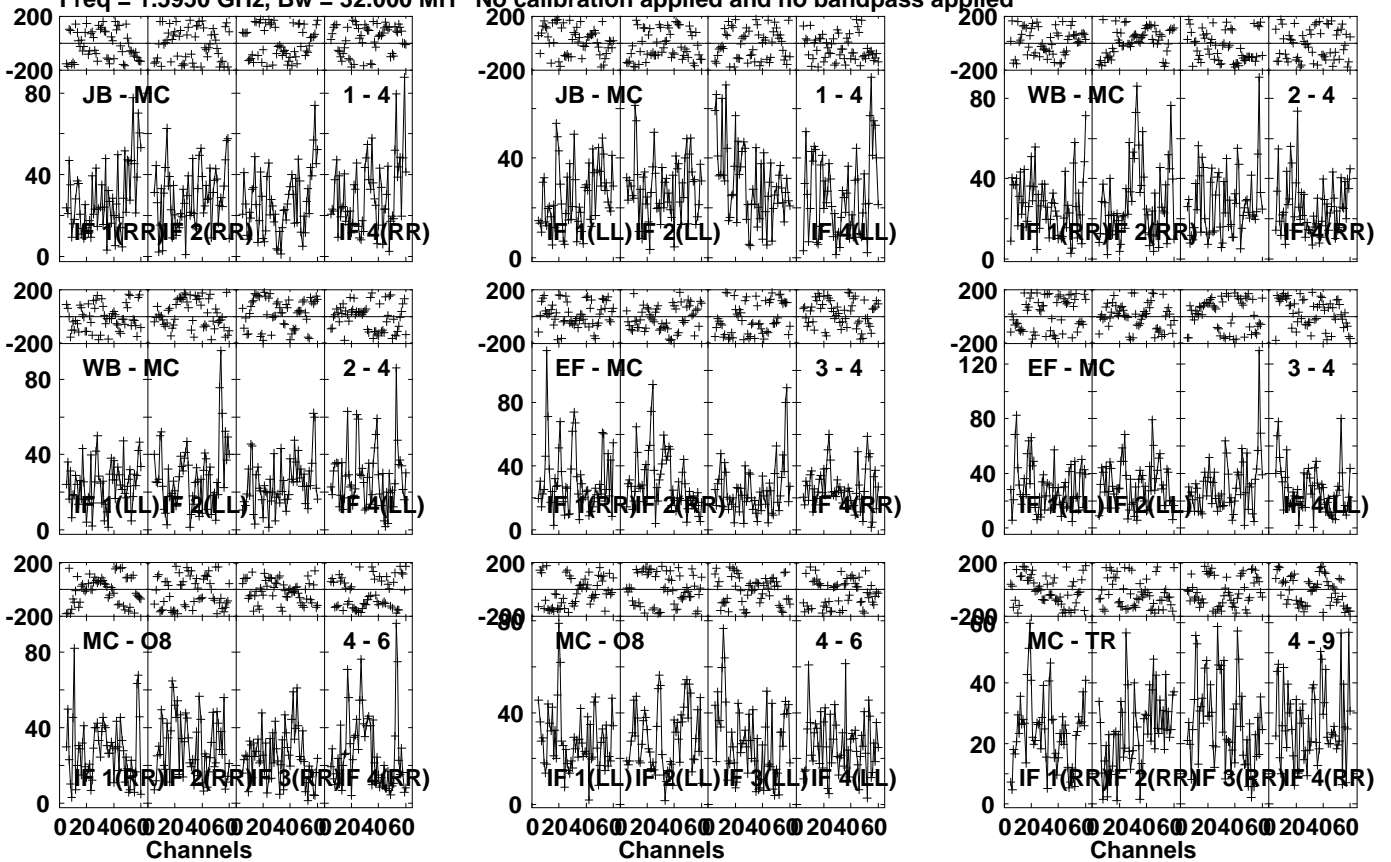 Freq = 1.5950 GHz, Bw = 32.000 MH No calibration applied and no bandpass applied
200
-200
80
40
0
JB - MC 1 - 4
IF 1(RR) IF 2(RR) IF 4(RR)
200
-200
40
0
JB - MC 1 - 4
IF 1(LL) IF 2(LL) IF 4(LL)
200
-200
80
40
0
WB - MC 2 - 4
IF 1(RR) IF 2(RR) IF 4(RR)
200
-200
80
40
0
WB - MC 2 - 4
IF 1(LL) IF 2(LL) IF 4(LL)
200
-200
80
40
0
EF - MC 3 - 4
IF 1(RR) IF 2(RR) IF 4(RR)
200
-200
120
80
40
0
EF - MC 3 - 4
IF 1(LL) IF 2(LL) IF 4(LL)
200
-200
80
40
0
MC - O8 4 - 6
IF 1(RR) IF 2(RR) IF 3(RR) IF 4(RR)
0 20 40 60 0 20 40 60 0 20 40 60 0 20 40 60
Channels
200
-200
80
40
0
MC - O8 4 - 6
IF 1(LL) IF 2(LL) IF 3(LL) IF 4(LL)
0 20 40 60 0 20 40 60 0 20 40 60 0 20 40 60
Channels
200
-200
60
40
20
0
MC - TR 4 - 9
IF 1(RR) IF 2(RR) IF 3(RR) IF 4(RR)
0 20 40 60 0 20 40 60 0 20 40 60 0 20 40 60
Channels